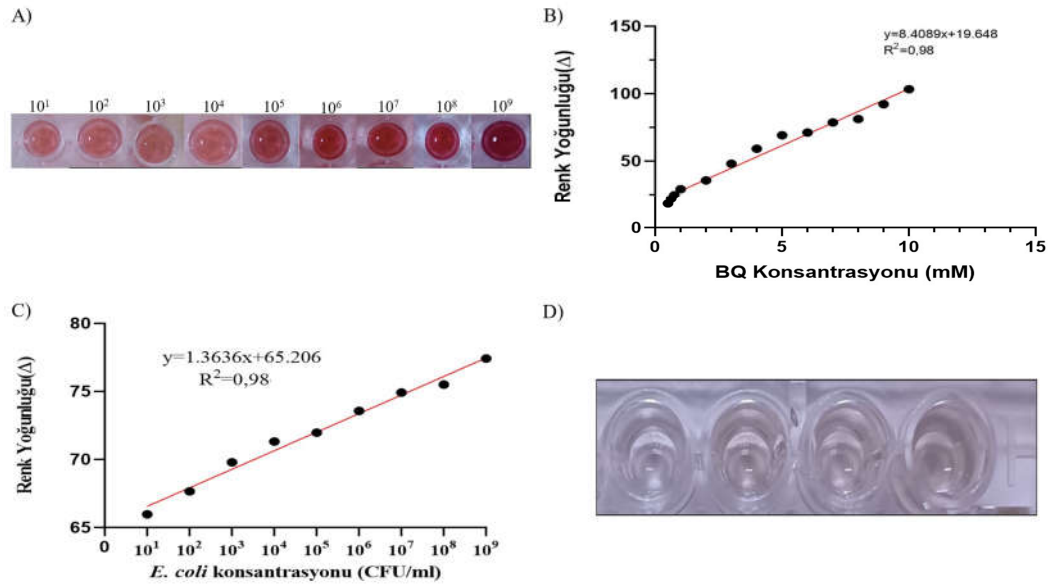 A)
10¹ 10² 10³ 10⁴ 10⁵ 10⁶ 10⁷ 10⁸ 10⁹
B)
y=8.4089x+19.648
R²=0,98
150
100
50
0
Renk Yoğunluğu(Δ)
0 5 10 15
BQ Konsantrasyonu (mM)
C)
y=1.3636x+65.206
R²=0,98
80
75
70
65
Renk Yoğunluğu(Δ)
0 10¹ 10² 10³ 10⁴ 10⁵ 10⁶ 10⁷ 10⁸ 10⁹
E. coli konsantrasyonu (CFU/ml)
D)